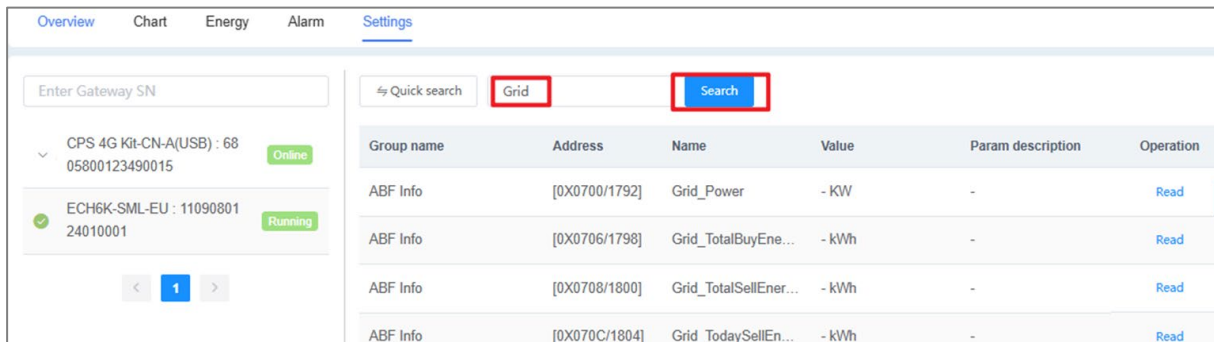 Overview Chart Energy Alarm Settings
Enter Gateway SN
⇋ Quick search Grid Search
CPS 4G Kit-CN-A(USB) : 68
05800123490015
Online
ECH6K-SML-EU : 11090801
24010001
Running
< 1 >
Group name Address Name Value Param description Operation
ABF Info [0X0700/1792] Grid_Power - KW - Read
ABF Info [0X0706/1798] Grid_TotalBuyEne... - kWh - Read
ABF Info [0X0708/1800] Grid_TotalSellEner... - kWh - Read
ABF Info [0X070C/1804] Grid_TodaySellEn... - kWh - Read